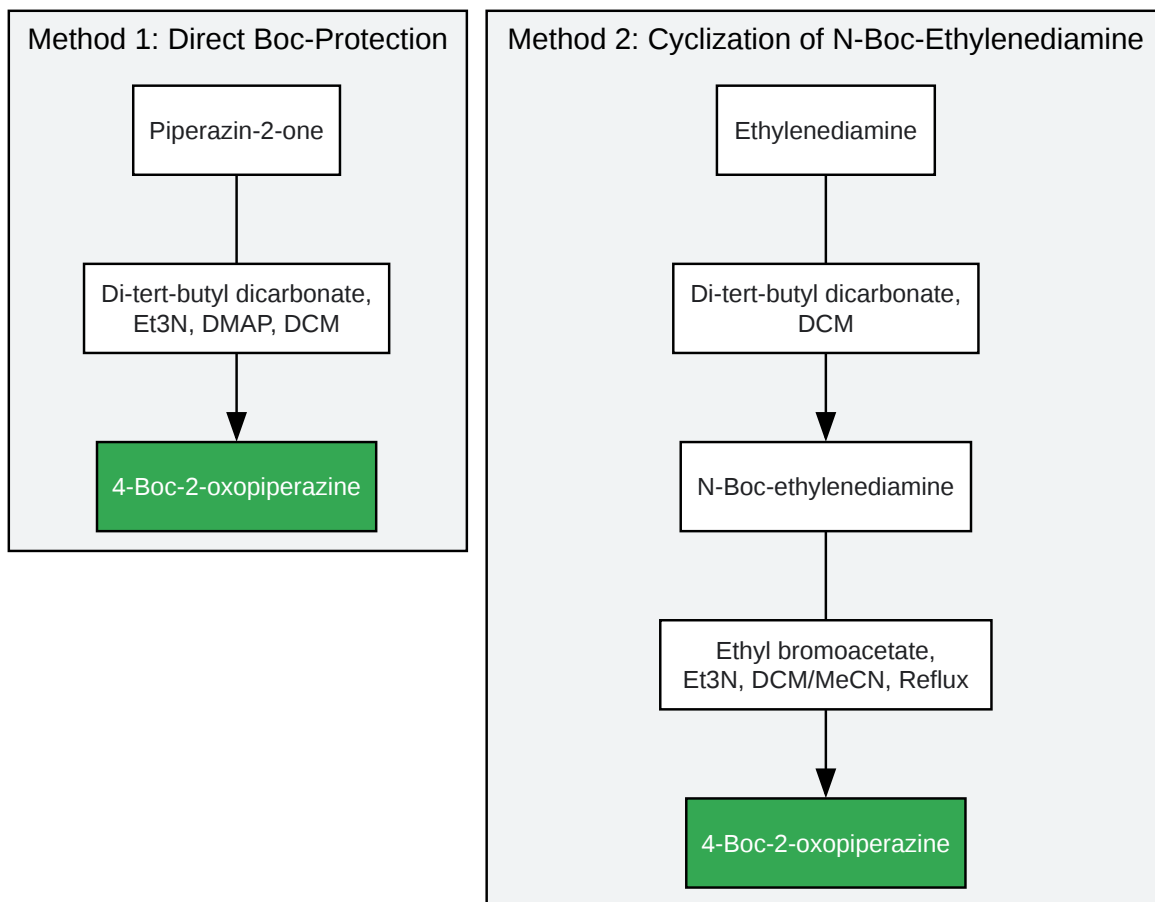 Method 1: Direct Boc-Protection
Piperazin-2-one
Di-tert-butyl dicarbonate,
Et3N, DMAP, DCM
4-Boc-2-oxopiperazine
Method 2: Cyclization of N-Boc-Ethylenediamine
Ethylenediamine
Di-tert-butyl dicarbonate,
DCM
N-Boc-ethylenediamine
Ethyl bromoacetate,
Et3N, DCM/MeCN, Reflux
4-Boc-2-oxopiperazine